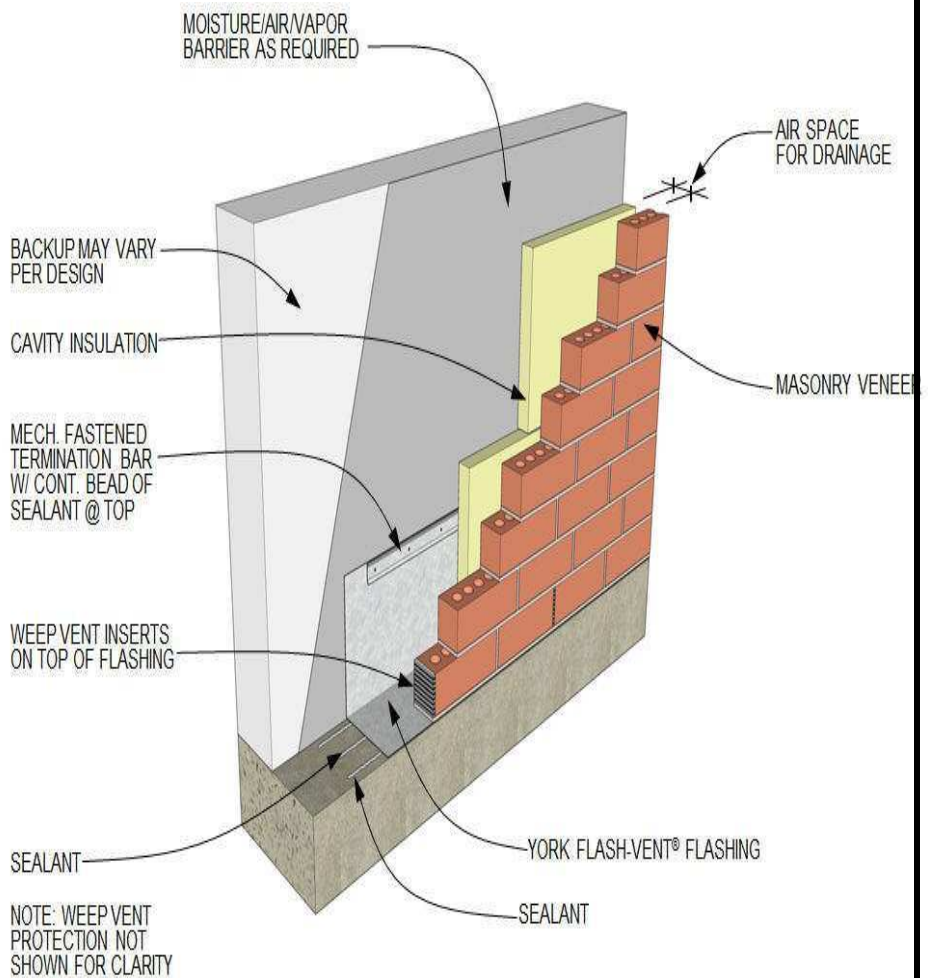 MOISTURE/AIR/VAPOR
BARRIER AS REQUIRED
AIR SPACE
FOR DRAINAGE
BACKUP MAY VARY
PER DESIGN
CAVITY INSULATION
MASONRY VENEER
MECH. FASTENED
TERMINATION BAR
W/ CONT. BEAD OF
SEALANT @ TOP
WEEP VENT INSERTS
ON TOP OF FLASHING
YORK FLASH-VENT® FLASHING
SEALANT
SEALANT
NOTE: WEEP VENT
PROTECTION NOT
SHOWN FOR CLARITY